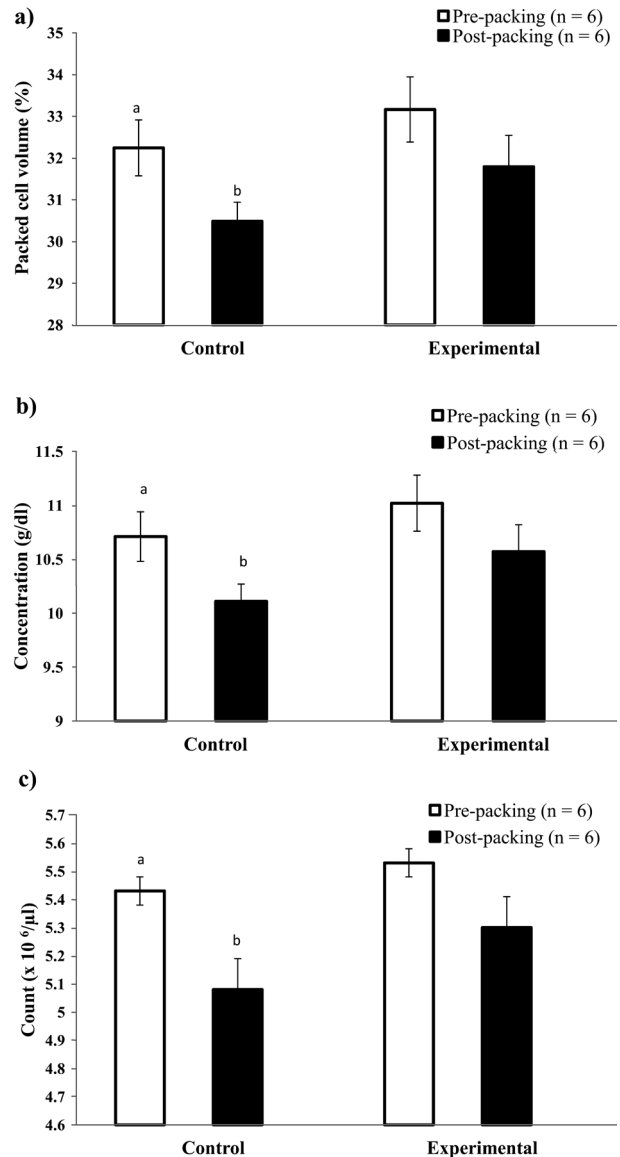 a)
Pre-packing (n = 6)
Post-packing (n = 6)
Packed cell volume (%)
35
34
33
32
31
30
29
28
a
b
Control
Experimental
b)
Pre-packing (n = 6)
Post-packing (n = 6)
Concentration (g/dl)
11.5
11
10.5
10
9.5
9
a
b
Control
Experimental
c)
Pre-packing (n = 6)
Post-packing (n = 6)
Count (x 10 ⁶/µl)
5.7
5.6
5.5
5.4
5.3
5.2
5.1
5
4.9
4.8
4.7
4.6
a
b
Control
Experimental